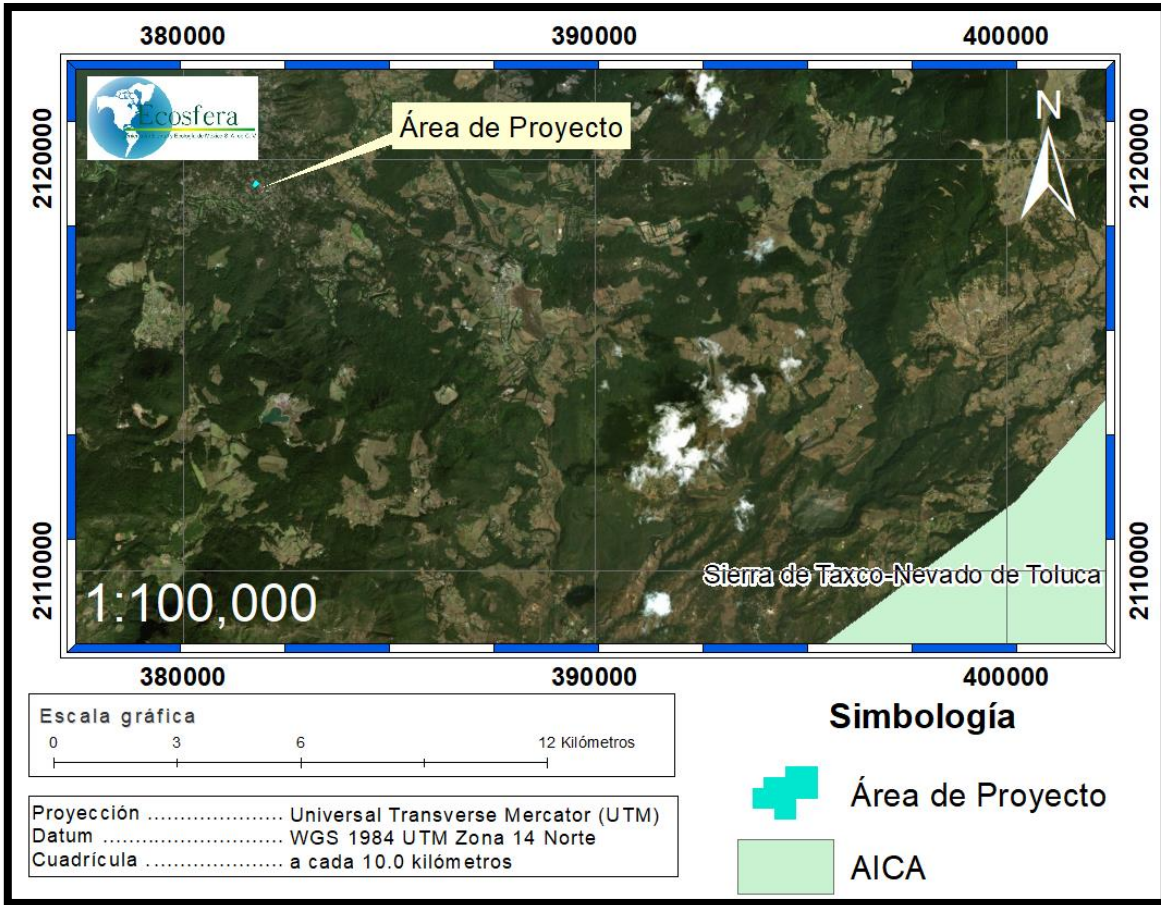 380000 390000 400000
Ecosfera
Área de Proyecto
N
2120000 2120000
2110000 2110000
Sierra de Taxco-Nevado de Toluca
1:100,000
380000 390000 400000
Escala gráfica
0 3 6 12 Kilómetros
Proyección ..................... Universal Transverse Mercator (UTM)
Datum ............................ WGS 1984 UTM Zona 14 Norte
Cuadrícula ..................... a cada 10.0 kilómetros
Simbología
Área de Proyecto
AICA